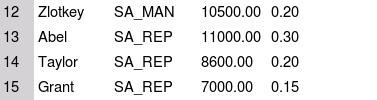 12 Zlotkey SA_MAN 10500.00 0.20
13 Abel SA_REP 11000.00 0.30
14 Taylor SA_REP 8600.00 0.20
15 Grant SA_REP 7000.00 0.15